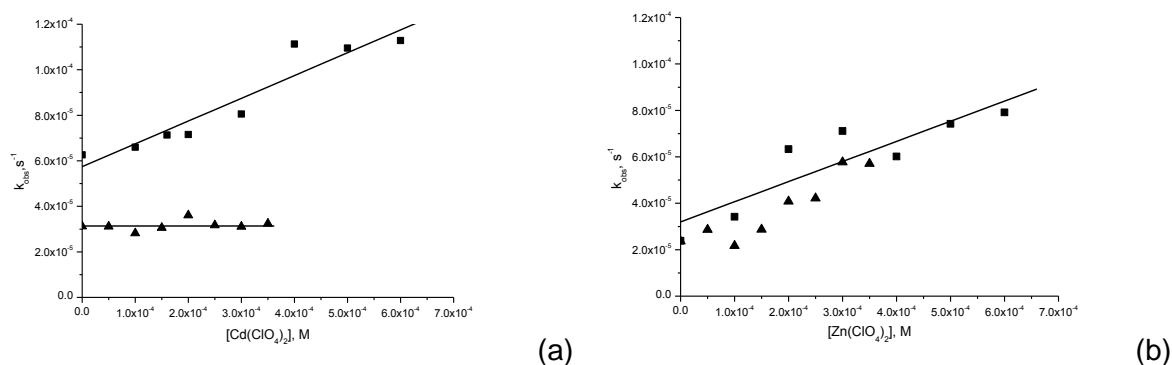 1.2x10⁻⁴
1.0x10⁻⁴
8.0x10⁻⁵
6.0x10⁻⁵
4.0x10⁻⁵
2.0x10⁻⁵
0.0
k_obs, s⁻¹
0.0 1.0x10⁻⁴ 2.0x10⁻⁴ 3.0x10⁻⁴ 4.0x10⁻⁴ 5.0x10⁻⁴ 6.0x10⁻⁴ 7.0x10⁻⁴
[Cd(ClO₄)₂], M
(a)
1.2x10⁻⁴
1.0x10⁻⁴
8.0x10⁻⁵
6.0x10⁻⁵
4.0x10⁻⁵
2.0x10⁻⁵
0.0
k_obs, s⁻¹
0.0 1.0x10⁻⁴ 2.0x10⁻⁴ 3.0x10⁻⁴ 4.0x10⁻⁴ 5.0x10⁻⁴ 6.0x10⁻⁴ 7.0x10⁻⁴
[Zn(ClO₄)₂], M
(b)